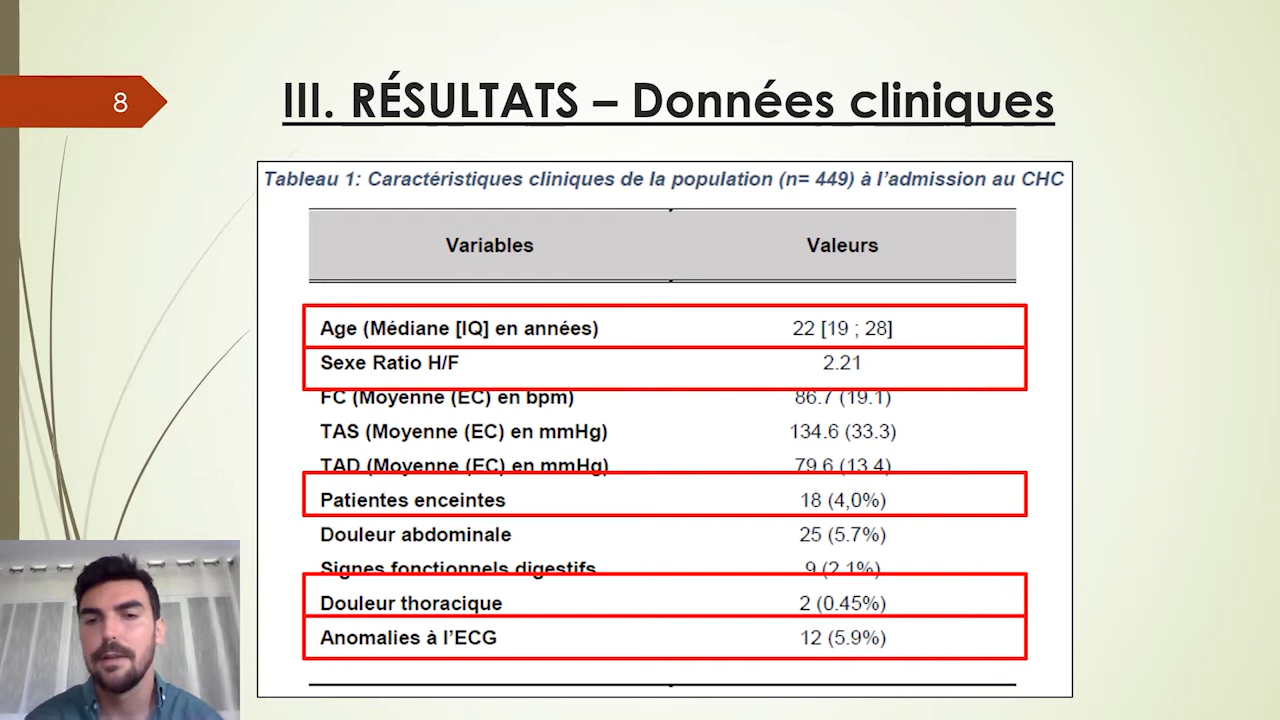 8
III. RÉSULTATS – Données cliniques
Tableau 1: Caractéristiques cliniques de la population (n= 449) à l’admission au CHC
Variables Valeurs
Age (Médiane [IQ] en années) 22 [19 ; 28]
Sexe Ratio H/F 2.21
FC (Moyenne (EC) en bpm) 86.7 (19.1)
TAS (Moyenne (EC) en mmHg) 134.6 (33.3)
TAD (Moyenne (EC) en mmHg) 79.6 (13.4)
Patientes enceintes 18 (4,0%)
Douleur abdominale 25 (5.7%)
Signes fonctionnels digestifs 9 (2.1%)
Douleur thoracique 2 (0.45%)
Anomalies à l’ECG 12 (5.9%)